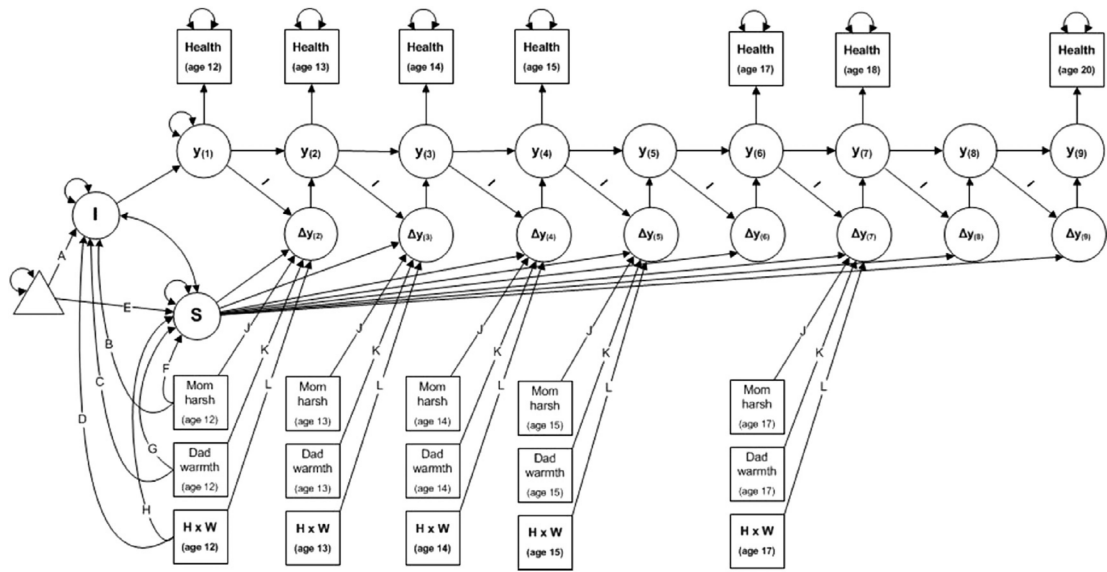 Health
(age 12)
Health
(age 13)
Health
(age 14)
Health
(age 15)
Health
(age 17)
Health
(age 18)
Health
(age 20)
y(1)
y(2)
y(3)
y(4)
y(5)
y(6)
y(7)
y(8)
y(9)
I I I I I I I I
I
Δy(2)
Δy(3)
Δy(4)
Δy(5)
Δy(6)
Δy(7)
Δy(8)
Δy(9)
A
E
S
B
F
C
D
G
H
J
K
L
J
K
L
J
K
L
J
K
L
J
K
L
Mom
harsh
(age 12)
Mom
harsh
(age 13)
Mom
harsh
(age 14)
Mom
harsh
(age 15)
Mom
harsh
(age 17)
Dad
warmth
(age 12)
Dad
warmth
(age 13)
Dad
warmth
(age 14)
Dad
warmth
(age 15)
Dad
warmth
(age 17)
H x W
(age 12)
H x W
(age 13)
H x W
(age 14)
H x W
(age 15)
H x W
(age 17)